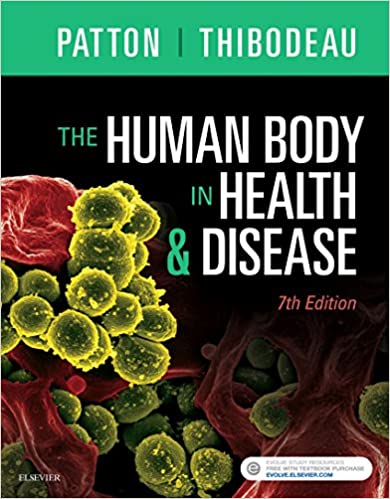 PATTON | THIBODEAU
THE HUMAN BODY
IN HEALTH
& DISEASE
7th Edition
ELSEVIER
EVOLVE STUDY RESOURCES
FREE WITH TEXTBOOK PURCHASE
EVOLVE.ELSEVIER.COM